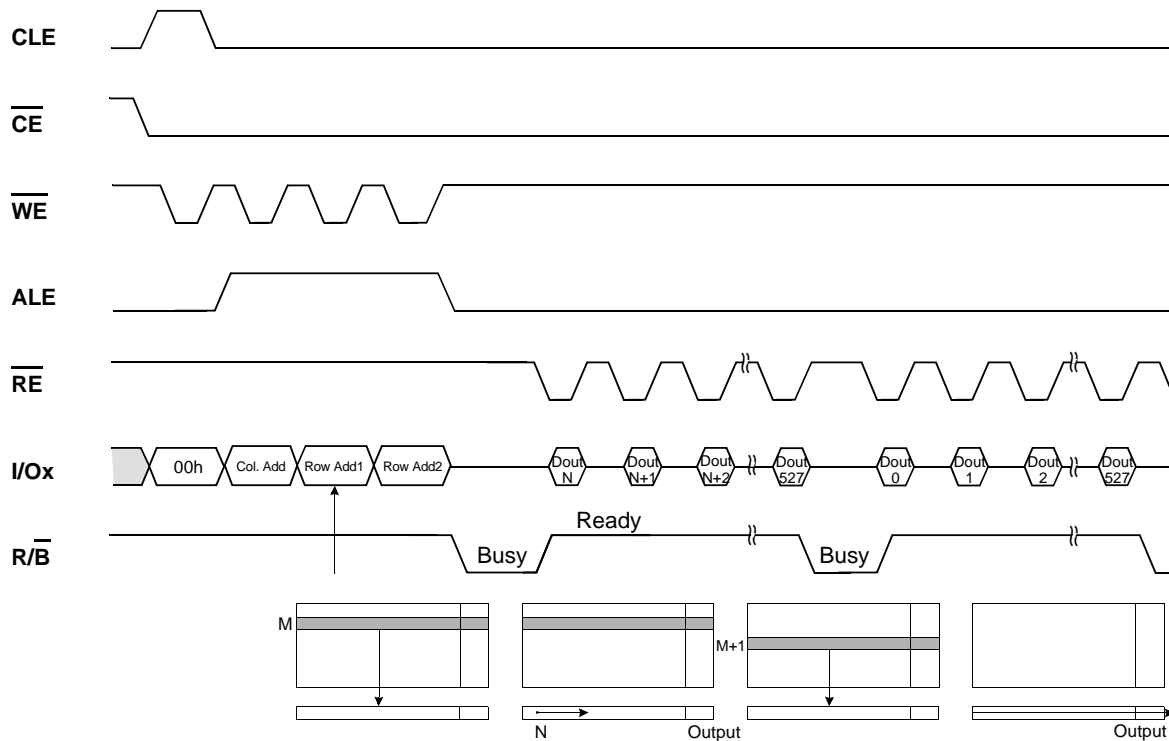 CLE
CE
WE
ALE
RE
I/Ox
00h
Col. Add
Row Add1
Row Add2
Dout
N
Dout
N+1
Dout
N+2
Dout
527
Dout
0
Dout
1
Dout
2
Dout
527
R/B
Busy
Ready
Busy
M
M+1
N
Output
Output